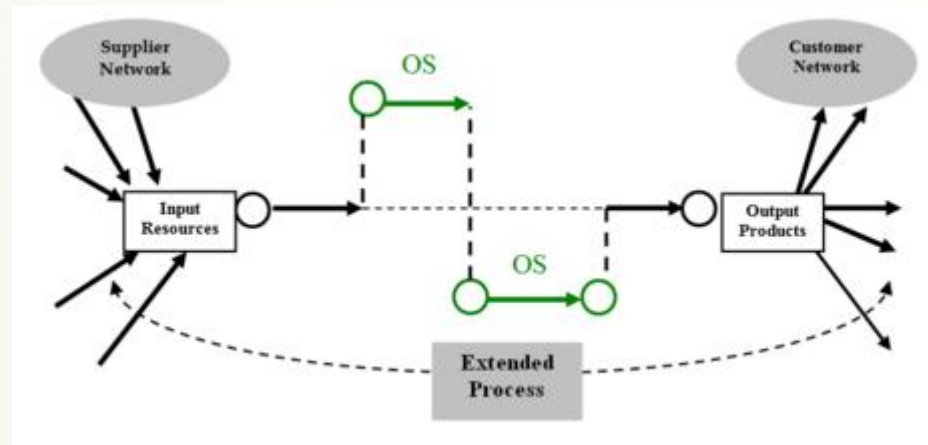 Supplier
Network
Customer
Network
OS
Input
Resources
Output
Products
OS
Extended
Process